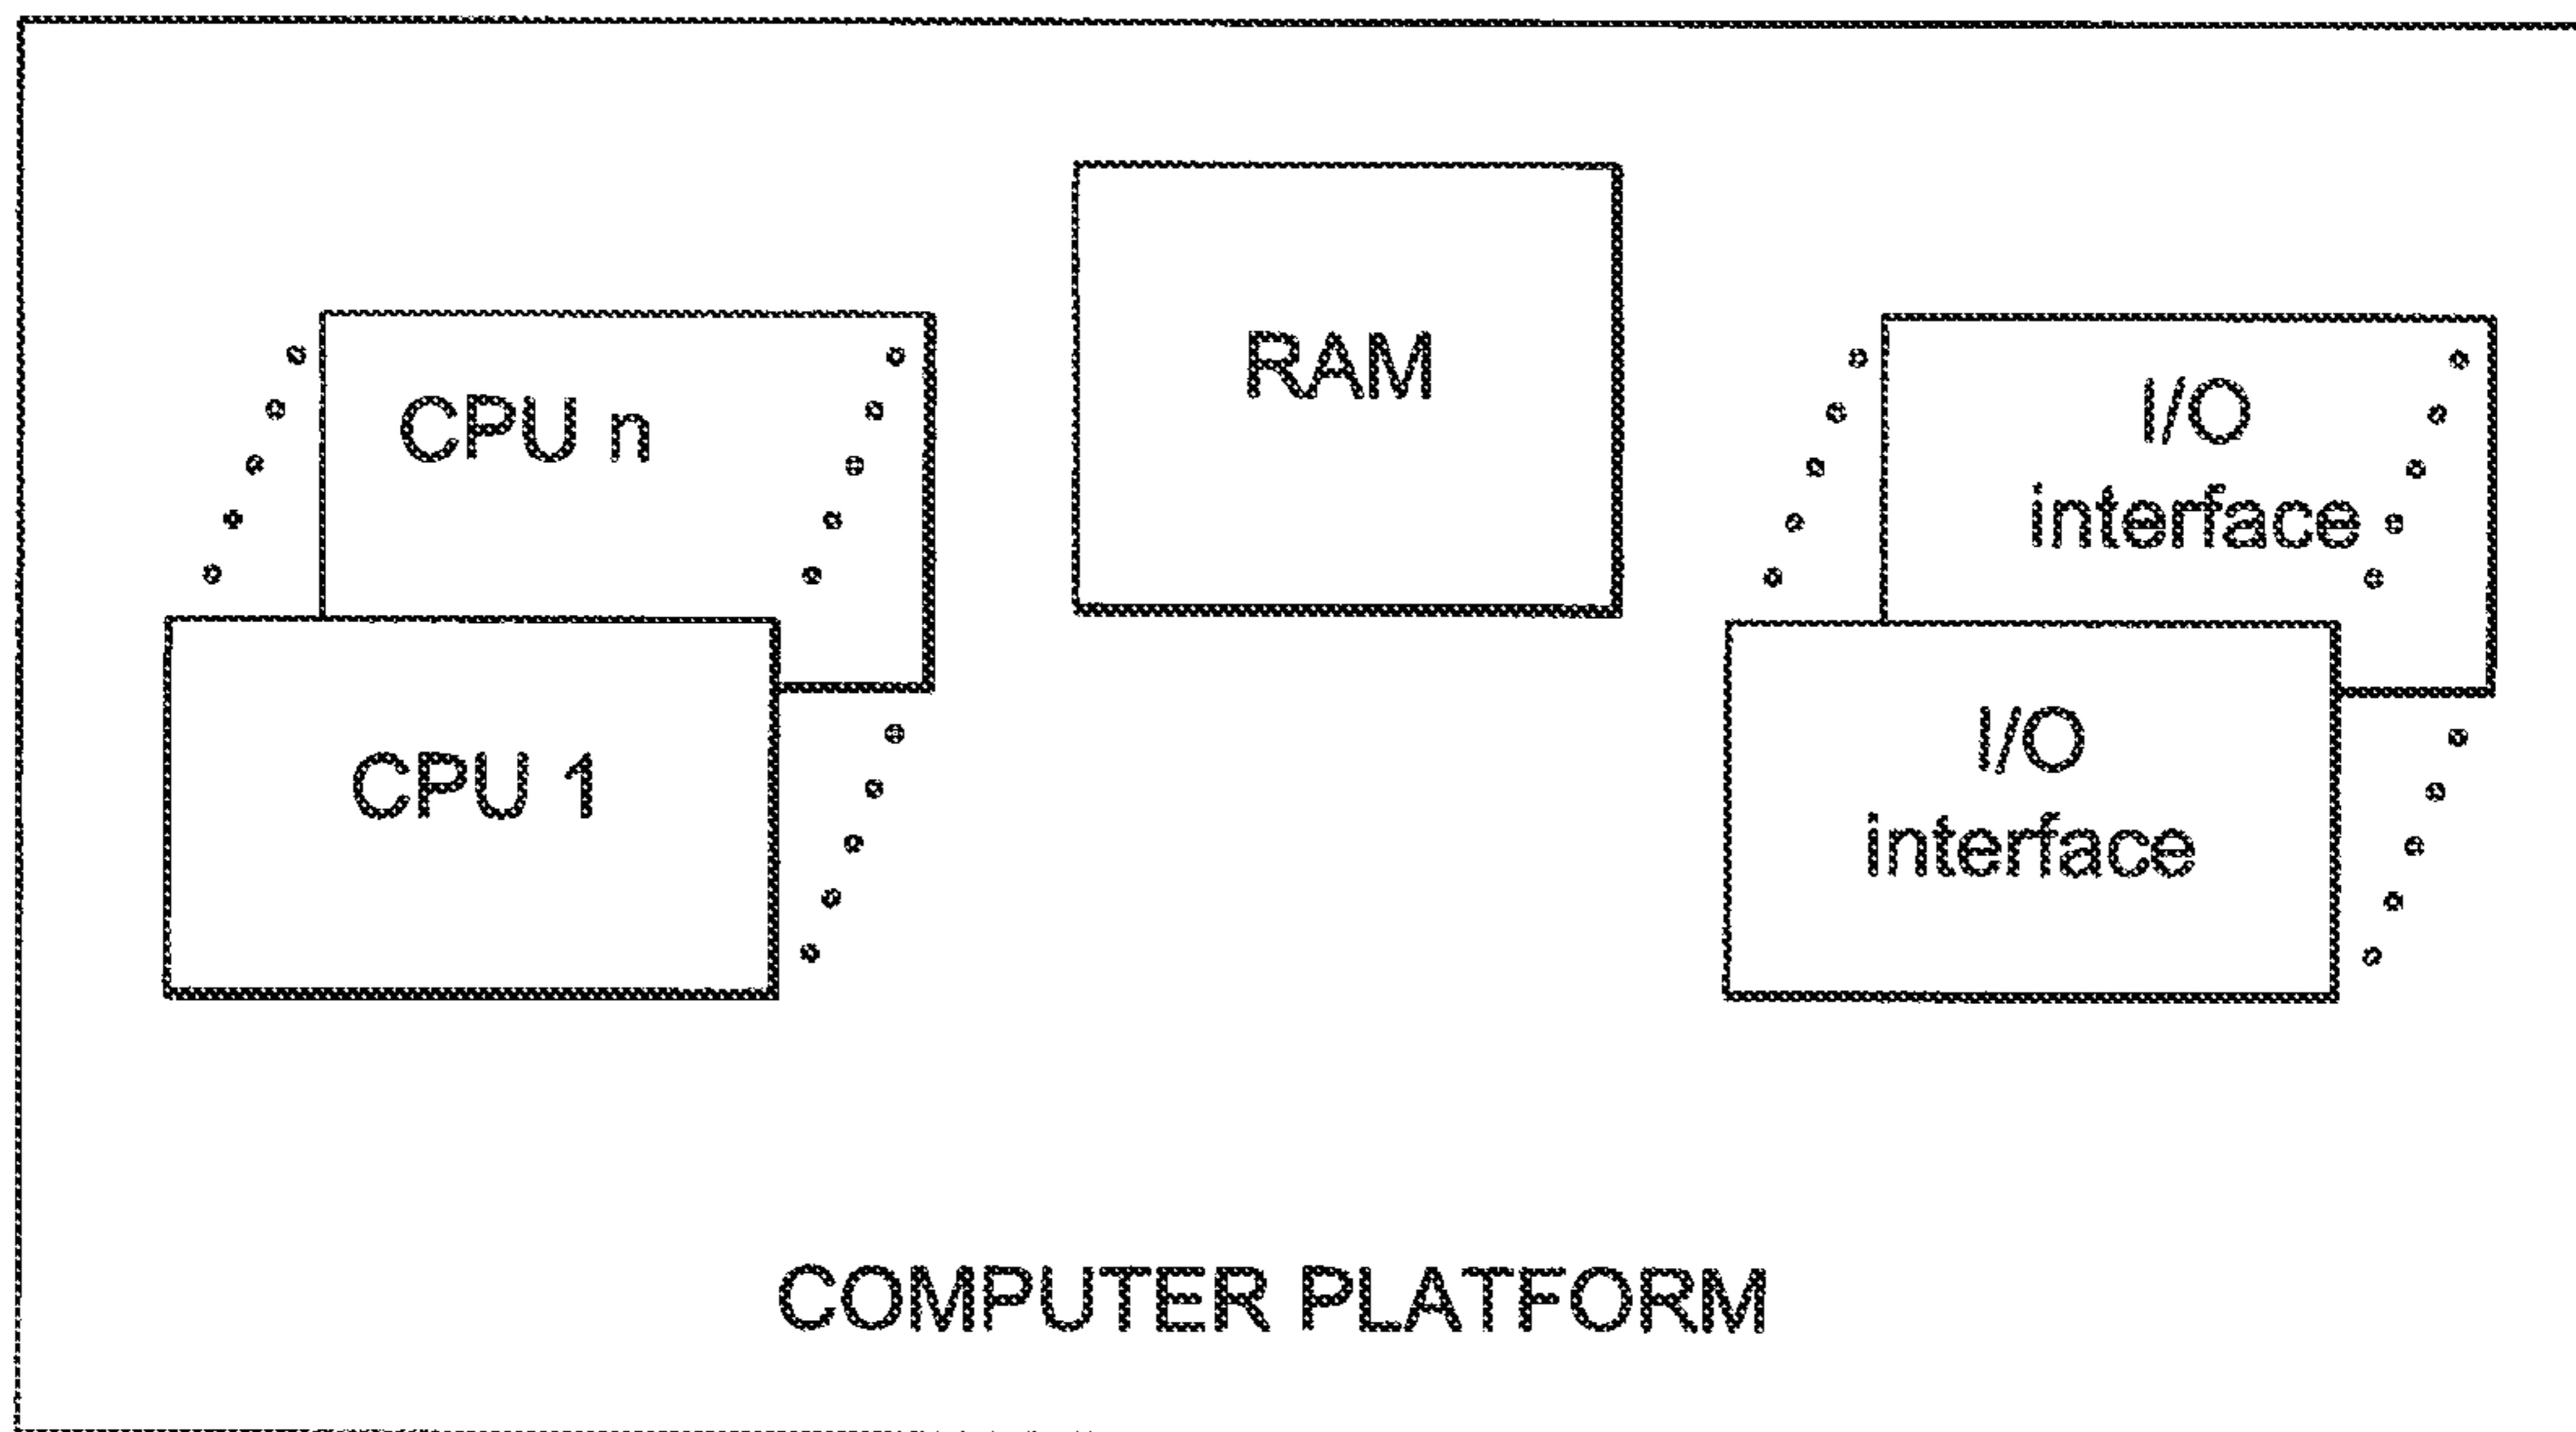 RAM
CPU n
CPU 1
I/O
interface
I/O
interface
COMPUTER PLATFORM